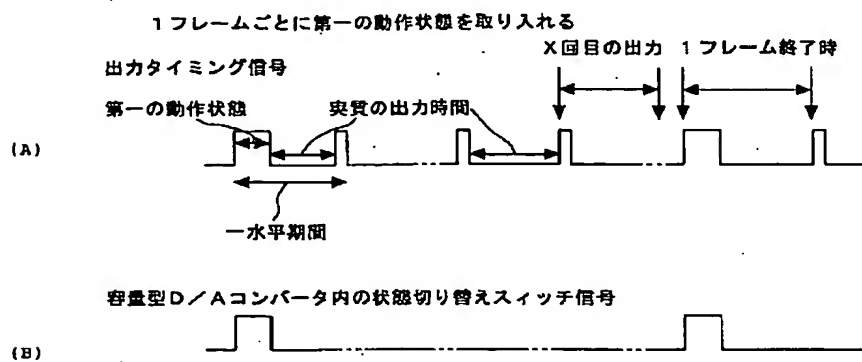 1フレームごとに第一の動作状態を取り入れる
X回目の出力 1フレーム終了時
出力タイミング信号
第一の動作状態 実質の出力時間
(A)
一水平期間
容量型D/Aコンバータ内の状態切り替えスィッチ信号
(B)